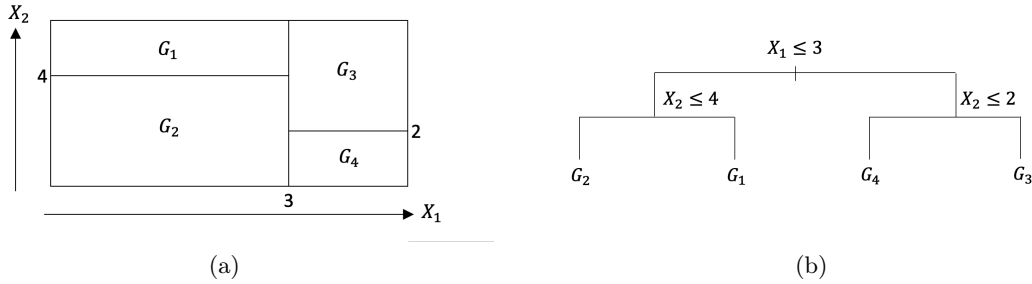 X₂
G₁
4
G₃
G₂
2
G₄
3
X₁
(a)
X₁ ≤ 3
X₂ ≤ 4
X₂ ≤ 2
G₂ G₁ G₄ G₃
(b)